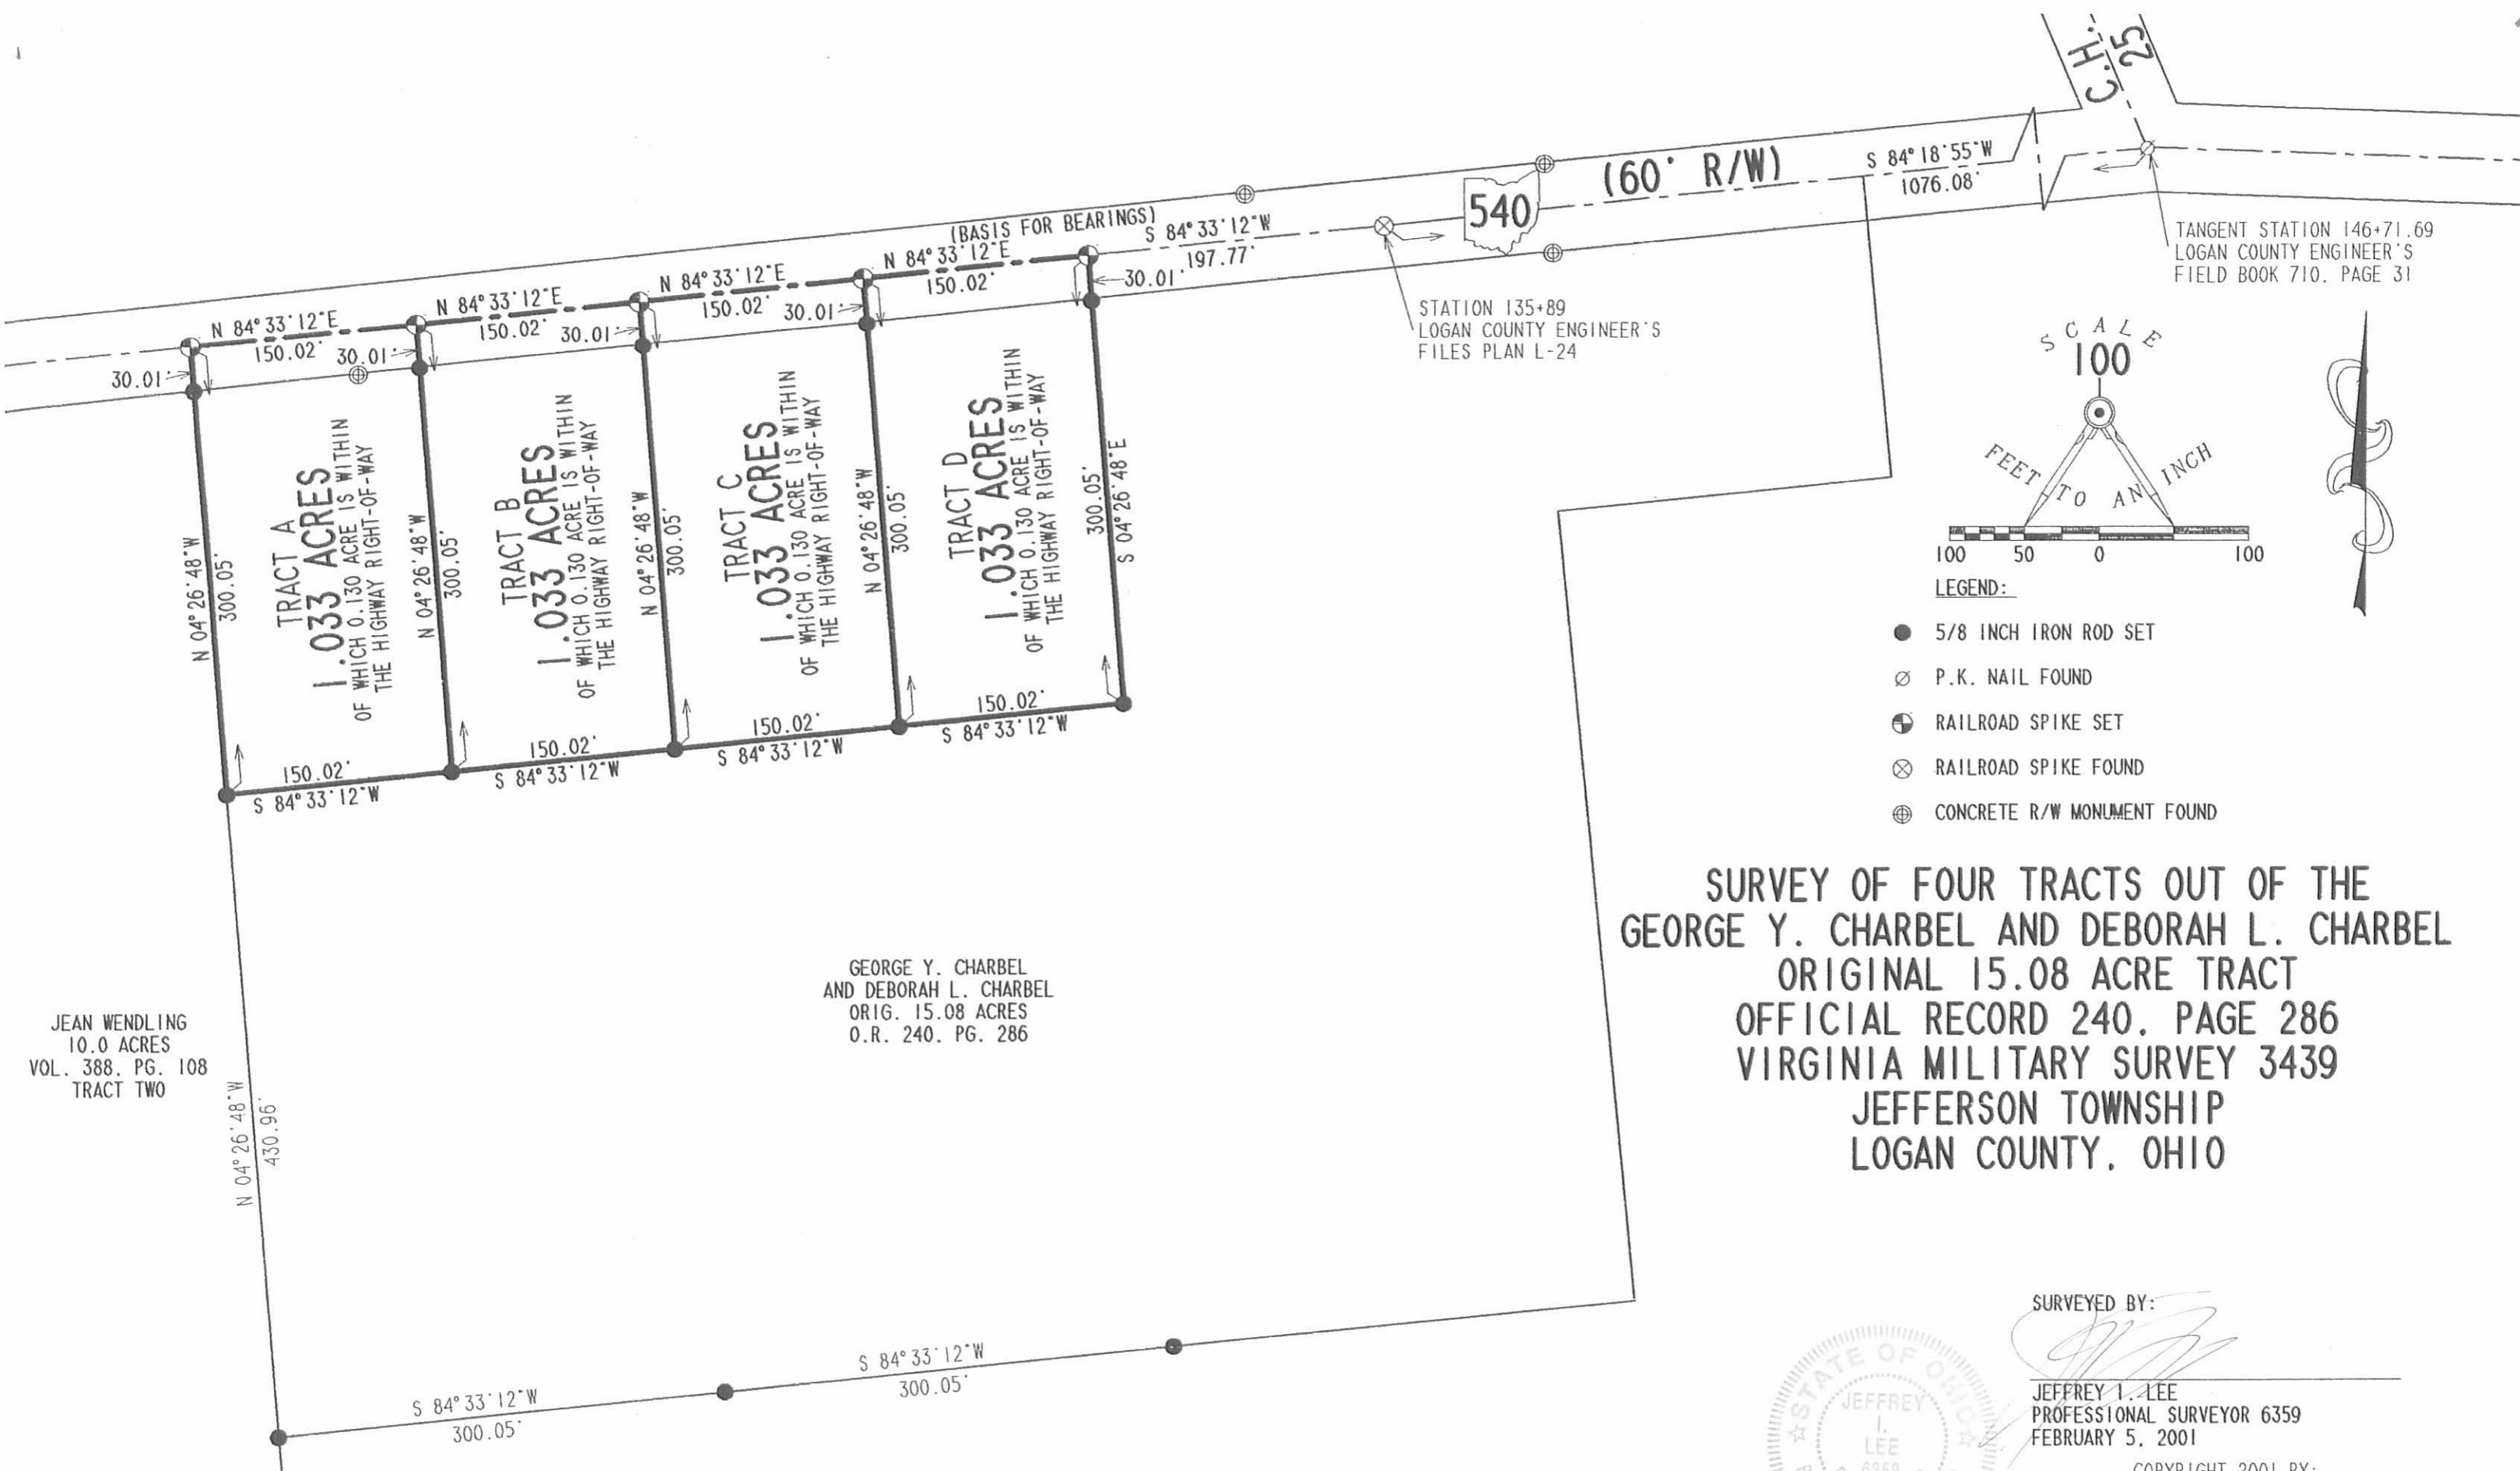 C.H.
25
(BASIS FOR BEARINGS)
S 84°33'12"W
197.77'
540
(60' R/W)
S 84°18'55"W
1076.08'
TANGENT STATION 146+71.69
LOGAN COUNTY ENGINEER'S
FIELD BOOK 710, PAGE 31
STATION 135+89
LOGAN COUNTY ENGINEER'S
FILES PLAN L-24
N 84°33'12"E
150.02'
N 84°33'12"E
150.02'
N 84°33'12"E
150.02'
N 84°33'12"E
150.02'
30.01'
30.01'
30.01'
30.01'
30.01'
N 04°26'48"W
300.05'
TRACT A
1.033 ACRES
OF WHICH 0.130 ACRE IS WITHIN
THE HIGHWAY RIGHT-OF-WAY
N 04°26'48"W
300.05'
TRACT B
1.033 ACRES
OF WHICH 0.130 ACRE IS WITHIN
THE HIGHWAY RIGHT-OF-WAY
N 04°26'48"W
300.05'
TRACT C
1.033 ACRES
OF WHICH 0.130 ACRE IS WITHIN
THE HIGHWAY RIGHT-OF-WAY
N 04°26'48"W
300.05'
TRACT D
1.033 ACRES
OF WHICH 0.130 ACRE IS WITHIN
THE HIGHWAY RIGHT-OF-WAY
300.05'
S 04°26'48"E
150.02'
S 84°33'12"W
150.02'
S 84°33'12"W
150.02'
S 84°33'12"W
150.02'
S 84°33'12"W
SCALE
100
FEET TO AN INCH
100 50 0 100
LEGEND:
5/8 INCH IRON ROD SET
P.K. NAIL FOUND
RAILROAD SPIKE SET
RAILROAD SPIKE FOUND
CONCRETE R/W MONUMENT FOUND
SURVEY OF FOUR TRACTS OUT OF THE
GEORGE Y. CHARBEL AND DEBORAH L. CHARBEL
ORIGINAL 15.08 ACRE TRACT
OFFICIAL RECORD 240, PAGE 286
VIRGINIA MILITARY SURVEY 3439
JEFFERSON TOWNSHIP
LOGAN COUNTY, OHIO
GEORGE Y. CHARBEL
AND DEBORAH L. CHARBEL
ORIG. 15.08 ACRES
O.R. 240, PG. 286
JEAN WENDLING
10.0 ACRES
VOL. 388, PG. 108
TRACT TWO
N 04°26'48"W
430.96'
S 84°33'12"W
300.05'
S 84°33'12"W
300.05'
SURVEYED BY:
JEFFREY I. LEE
PROFESSIONAL SURVEYOR 6359
FEBRUARY 5, 2001
COPYRIGHT 2001 BY:
STATE OF OHIO
JEFFREY
I.
LEE
6359